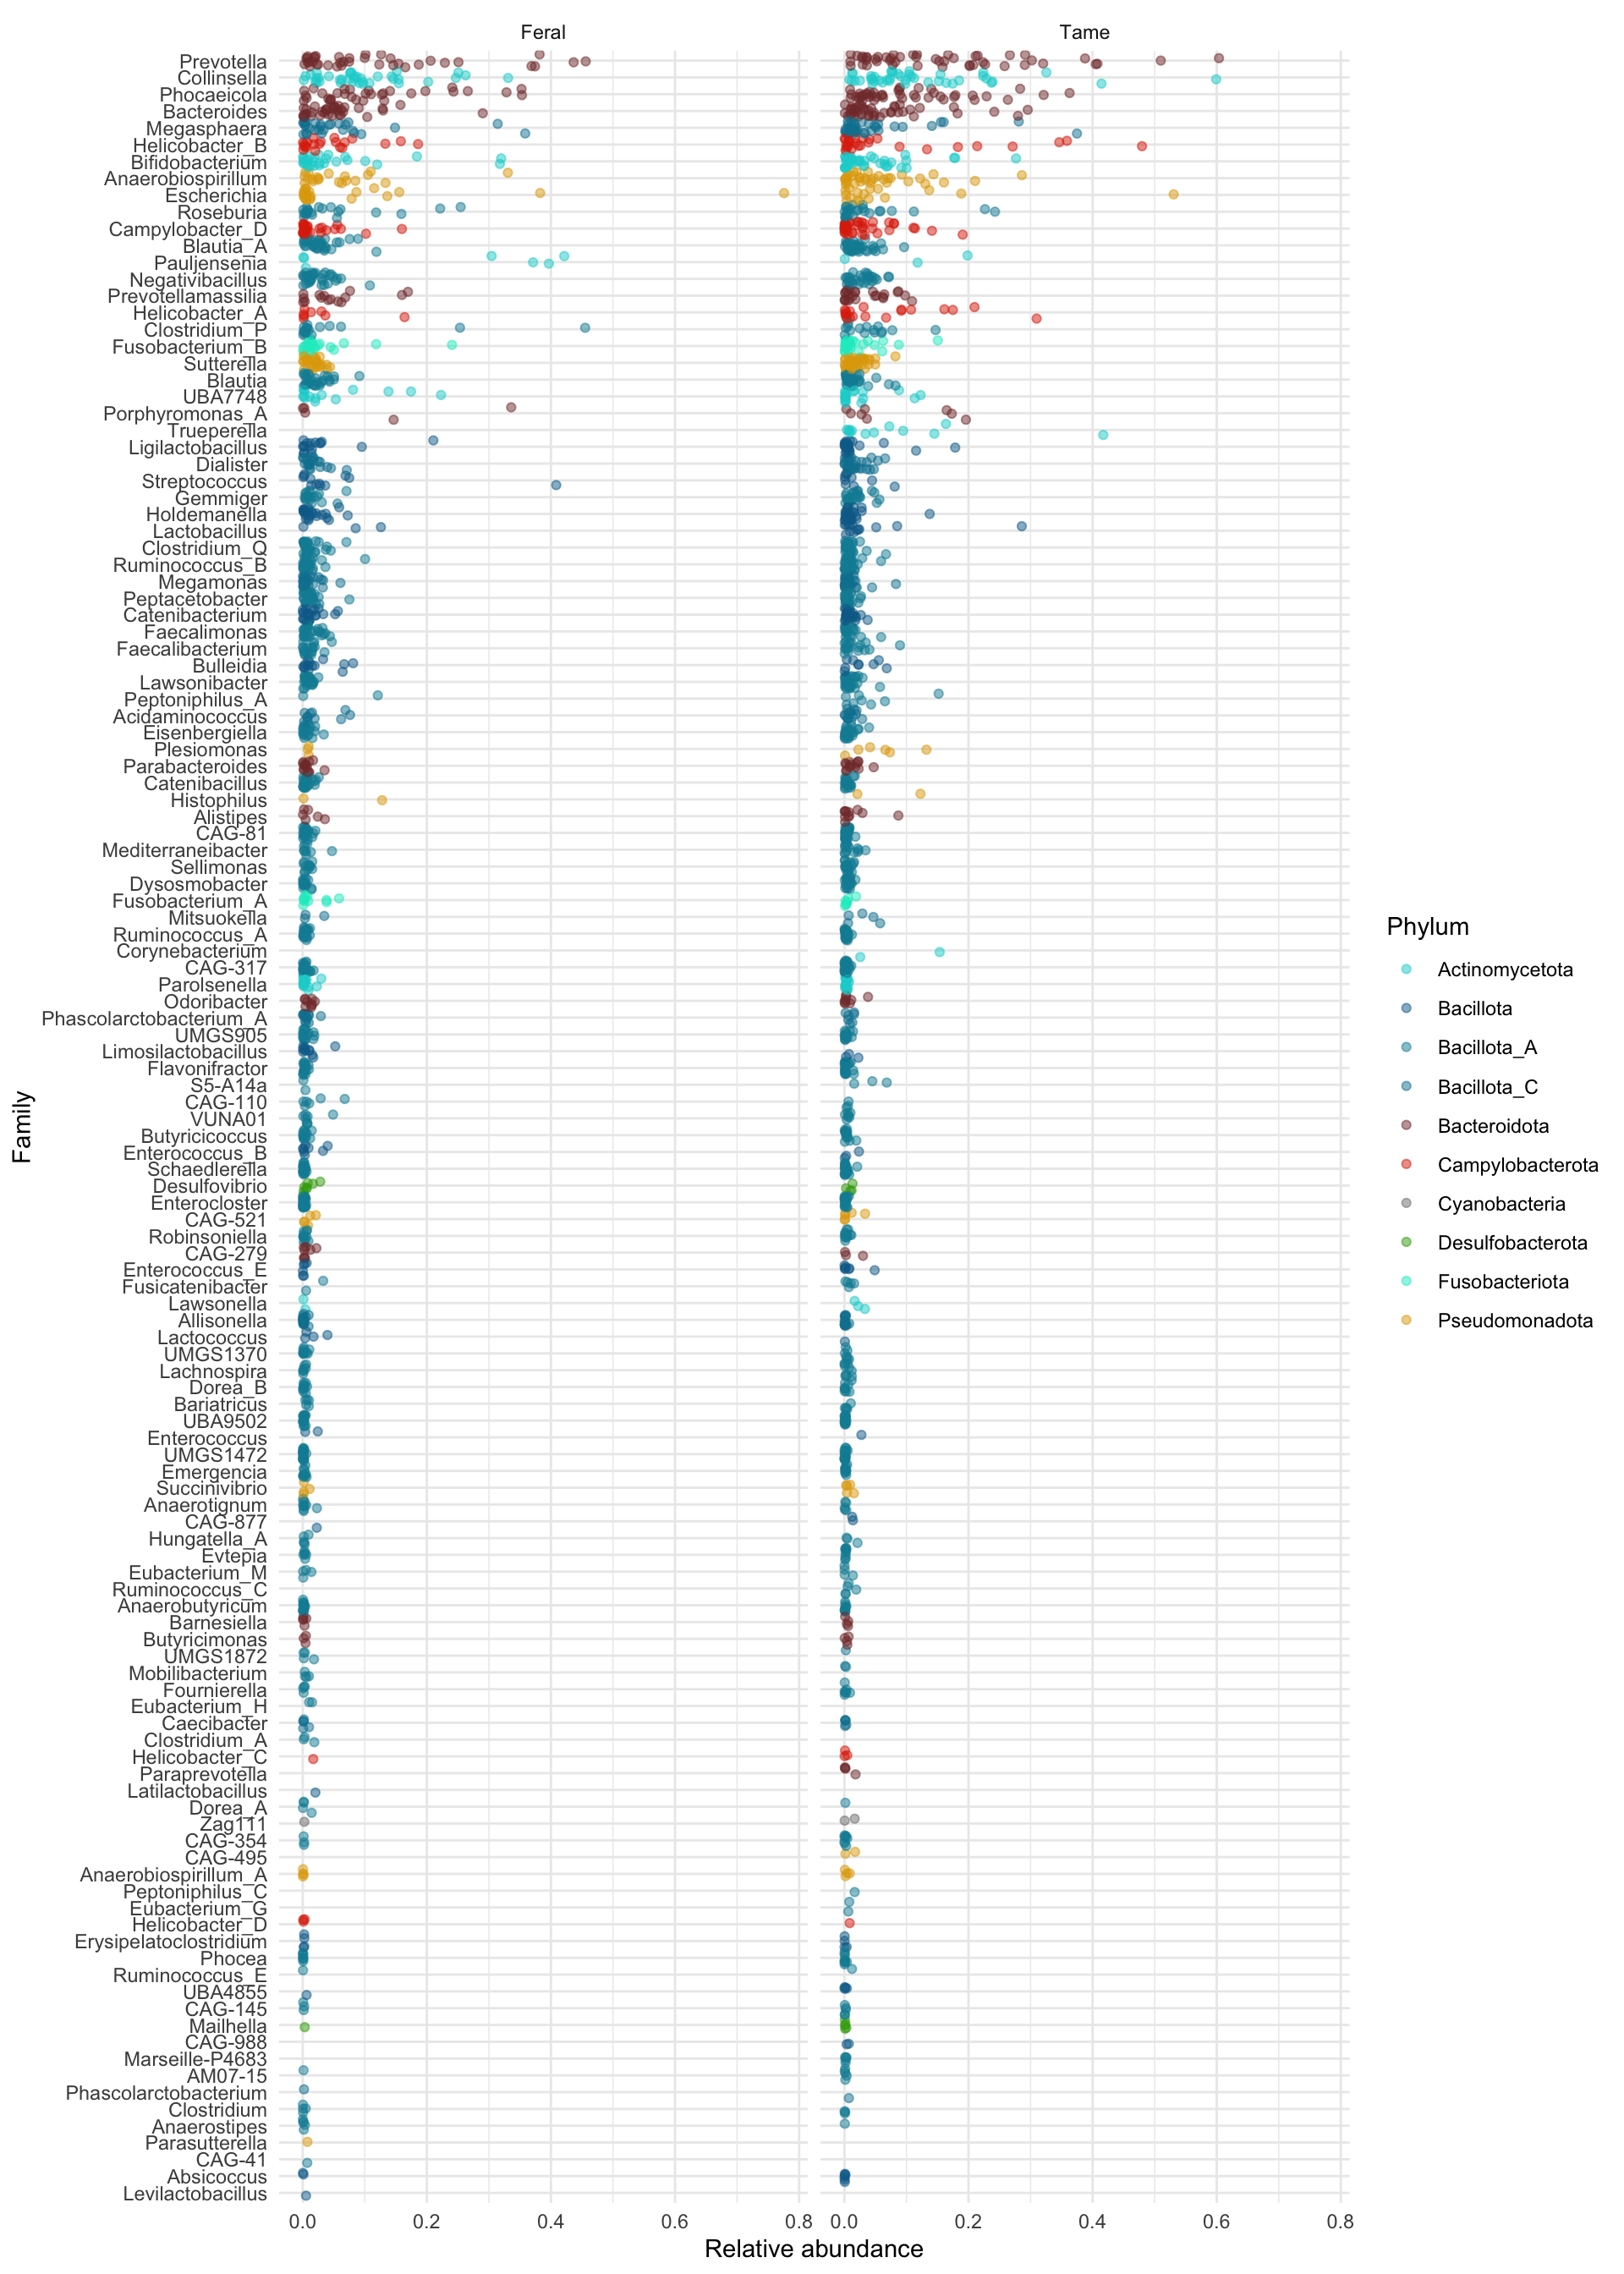 Feral
Tame
Prevotella
Collinsella
Phocaeicola
Bacteroides
Megasphaera
Helicobacter_B
Bifidobacterium
Anaerobiospirillum
Escherichia
Roseburia
Campylobacter_D
Blautia_A
Pauljensenia
Negativibacillus
Prevotellamassilia
Helicobacter_A
Clostridium_P
Fusobacterium_B
Sutterella
Blautia
UBA7748
Porphyromonas_A
Trueperella
Ligilactobacillus
Dialister
Streptococcus
Gemmiger
Holdemanella
Lactobacillus
Clostridium_Q
Ruminococcus_B
Megamonas
Peptacetobacter
Catenibacterium
Faecalimonas
Faecalibacterium
Bulleidia
Lawsonibacter
Peptoniphilus_A
Acidaminococcus
Eisenbergiella
Plesiomonas
Parabacteroides
Catenibacillus
Histophilus
Alistipes
CAG-81
Mediterraneibacter
Sellimonas
Dysosmobacter
Fusobacterium_A
Mitsuokella
Ruminococcus_A
Corynebacterium
CAG-317
Parolsenella
Odoribacter
Phascolarctobacterium_A
UMGS905
Limosilactobacillus
Flavonifractor
S5-A14a
CAG-110
VUNA01
Butyricicoccus
Enterococcus_B
Schaedlerella
Desulfovibrio
Enterocloster
CAG-521
Robinsoniella
CAG-279
Enterococcus_E
Fusicatenibacter
Lawsonella
Allisonella
Lactococcus
UMGS1370
Lachnospira
Dorea_B
Bariatricus
UBA9502
Enterococcus
UMGS1472
Emergencia
Succinivibrio
Anaerotignum
CAG-877
Hungatella_A
Evtepia
Eubacterium_M
Ruminococcus_C
Anaerobutyricum
Barnesiella
Butyricimonas
UMGS1872
Mobilibacterium
Fournierella
Eubacterium_H
Caecibacter
Clostridium_A
Helicobacter_C
Paraprevotella
Latilactobacillus
Dorea_A
Zag111
CAG-354
CAG-495
Anaerobiospirillum_A
Peptoniphilus_C
Eubacterium_G
Helicobacter_D
Erysipelatoclostridium
Phocea
Ruminococcus_E
UBA4855
CAG-145
Mailhella
CAG-988
Marseille-P4683
AM07-15
Phascolarctobacterium
Clostridium
Anaerostipes
Parasutterella
CAG-41
Absicoccus
Levilactobacillus
0.0 0.2 0.4 0.6 0.8
0.0 0.2 0.4 0.6 0.8
Relative abundance
Family
Phylum
Actinomycetota
Bacillota
Bacillota_A
Bacillota_C
Bacteroidota
Campylobacterota
Cyanobacteria
Desulfobacterota
Fusobacteriota
Pseudomonadota